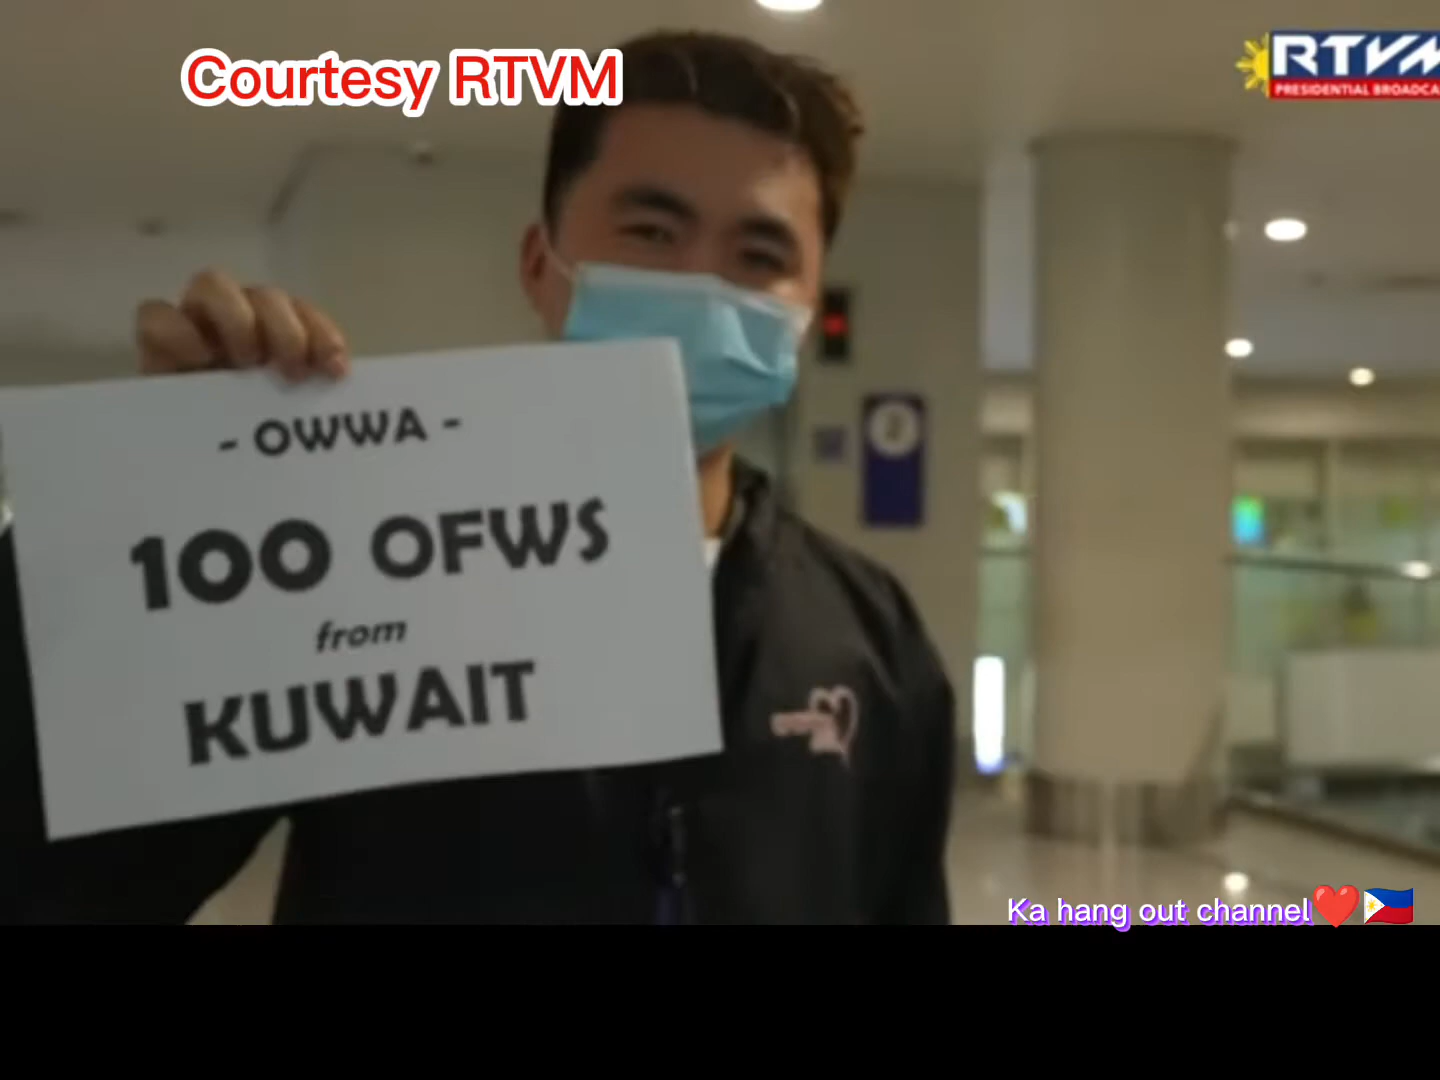 Courtesy RTVM
RTVM
PRESIDENTIAL BROADCA
- OWWA -
100 OFWS
from
KUWAIT
Ka hang out channel❤️🇵🇭